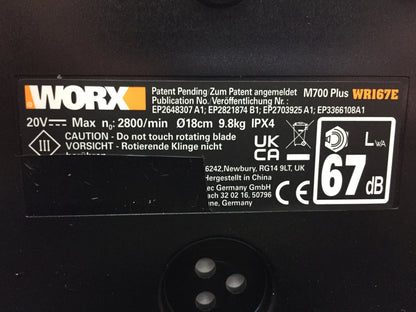 WORX
Patent Pending/Zum Patent angemeldet M700 Plus WR167E
Publication No. Veröffentlichung Nr.:
EP2648307 A1; EP2821874 B1; EP2703925 A1; EP3366108A1
20V Max n₀: 2800/min Ø18cm 9.8kg IPX4
CAUTION - Do not touch rotating blade
VORSICHT - Rotierende Klinge nicht
III
UK
CA
CE
LWA
67 dB
6242, Newbury, RG14 9LT, UK
Hergestellt in China
tec Germany GmbH
ach 32 02 16, 50796
ne, Germany